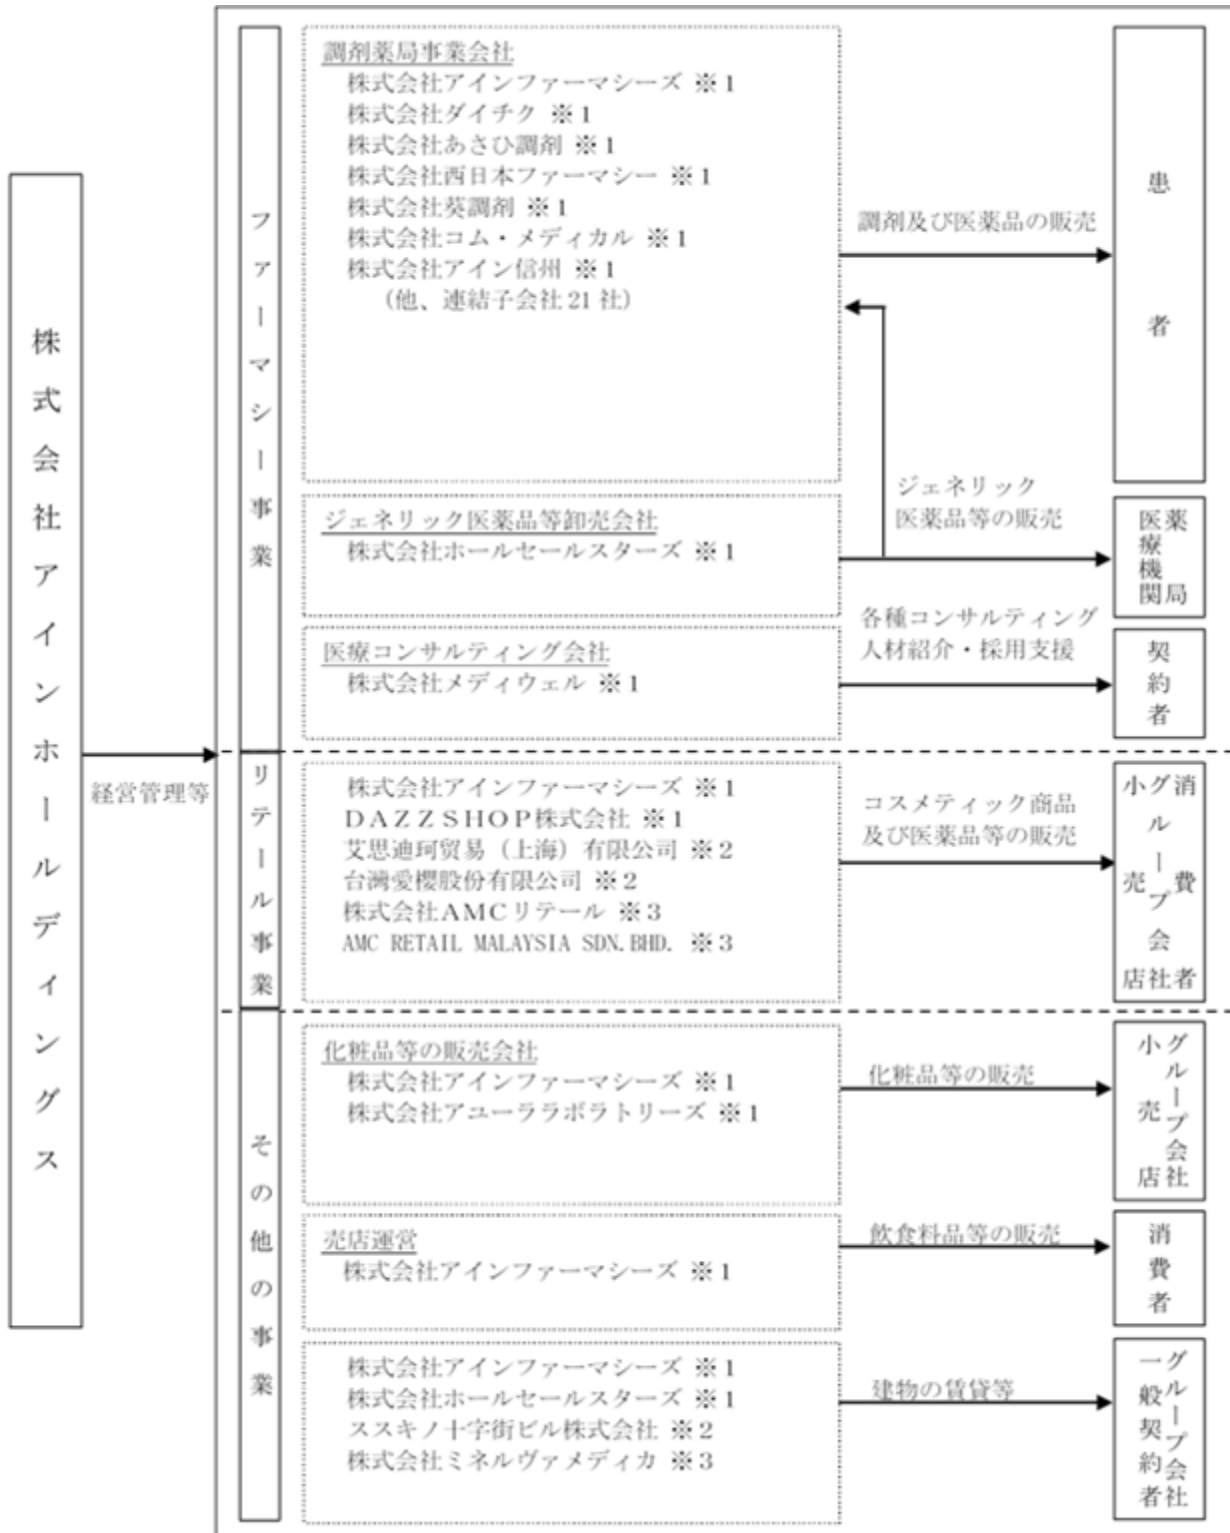 株式会社アインホールディングス
経営管理等
ファーマシー事業
調剤薬局事業会社
株式会社アインファーマシーズ ※1
株式会社ダイチク ※1
株式会社あさひ調剤 ※1
株式会社西日本ファーマシー ※1
株式会社葵調剤 ※1
株式会社コム・メディカル ※1
株式会社アイン信州 ※1
(他、連結子会社 21 社)
調剤及び医薬品の販売
患者
ジェネリック医薬品等卸売会社
株式会社ホールセールスターズ ※1
ジェネリック
医薬品等の販売
医療機関
薬局
医療コンサルティング会社
株式会社メディウェル ※1
各種コンサルティング
人材紹介・採用支援
契約者
リテール事業
株式会社アインファーマシーズ ※1
DAZZSHOP株式会社 ※1
艾思迪珂贸易（上海）有限公司 ※2
台灣愛櫻股份有限公司 ※2
株式会社AMCリテール ※3
AMC RETAIL MALAYSIA SDN.BHD. ※3
コスメティック商品
及び医薬品等の販売
消費者
グループ会社
小売店
その他の事業
化粧品等の販売会社
株式会社アインファーマシーズ ※1
株式会社アユーララボラトリーズ ※1
化粧品等の販売
グループ会社
小売店
売店運営
株式会社アインファーマシーズ ※1
飲食料品等の販売
消費者
株式会社アインファーマシーズ ※1
株式会社ホールセールスターズ ※1
ススキノ十字街ビル株式会社 ※2
株式会社ミネルヴァメディカ ※3
建物の賃貸等
グループ会社
一般契約者